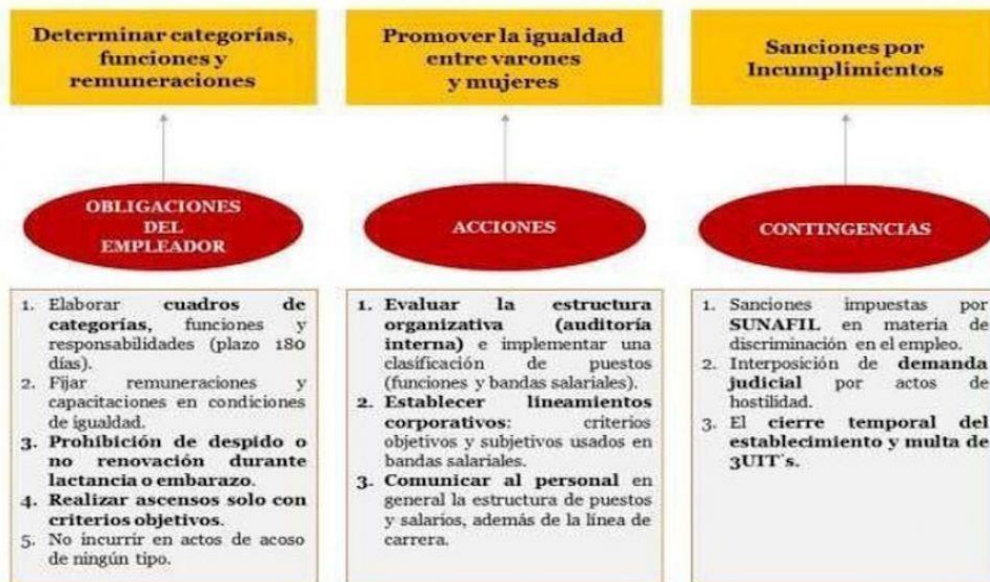 Determinar categorías,
funciones y
remuneraciones
Promover la igualdad
entre varones
y mujeres
Sanciones por
Incumplimientos
OBLIGACIONES
DEL
EMPLEADOR
ACCIONES
CONTINGENCIAS
1. Elaborar cuadros de
categorías, funciones y
responsabilidades (plazo 180
días).
2. Fijar remuneraciones y
capacitaciones en condiciones
de igualdad.
3. Prohibición de despido o
no renovación durante
lactancia o embarazo.
4. Realizar ascensos solo con
criterios objetivos.
5. No incurrir en actos de acoso
de ningún tipo.
1. Evaluar la estructura
organizativa (auditoría
interna) e implementar una
clasificación de puestos
(funciones y bandas salariales).
2. Establecer lineamientos
corporativos: criterios
objetivos y subjetivos usados en
bandas salariales.
3. Comunicar al personal en
general la estructura de puestos
y salarios, además de la línea de
carrera.
1. Sanciones impuestas por
SUNAFIL en materia de
discriminación en el empleo.
2. Interposición de demanda
judicial por actos de
hostilidad.
3. El cierre temporal del
establecimiento y multa de
3UIT`s.